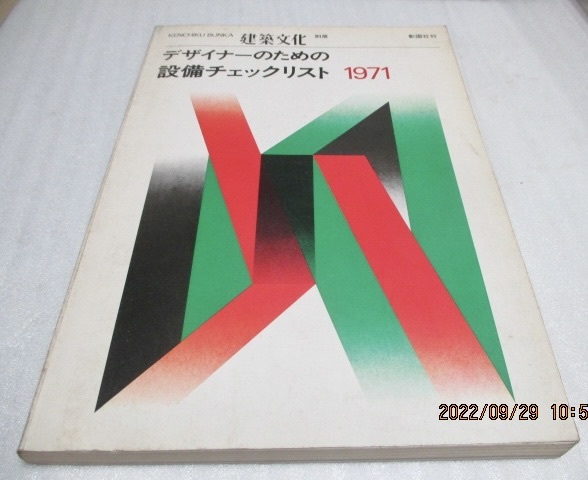 KENCHIKU BUNKA 建築文化 別冊 彰国社刊
デザイナーのための
設備チェックリスト 1971
2022/09/29 10:5